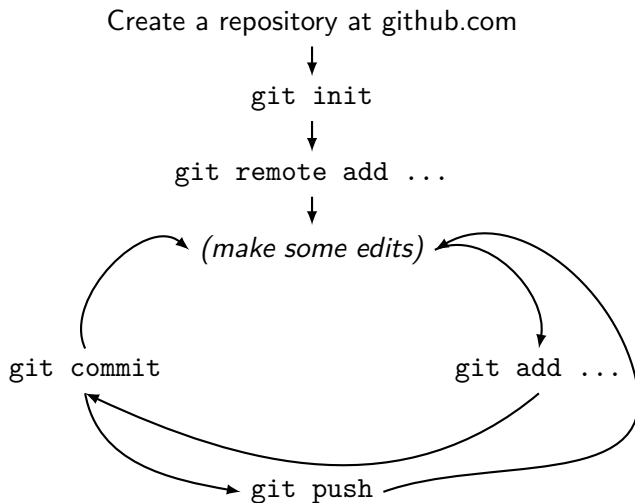 Create a repository at github.com
git init
git remote add ...
(make some edits)
git commit
git add ...
git push